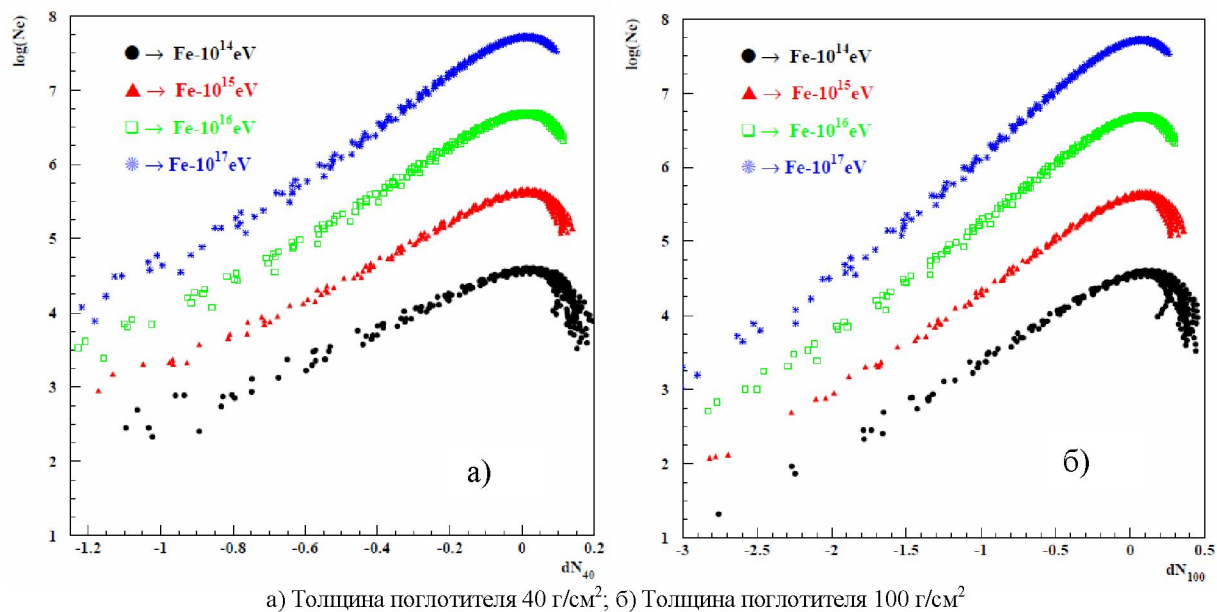 log(Ne)
8
7
6
5
4
3
2
1
● → Fe-10¹⁴eV
▲ → Fe-10¹⁵eV
□ → Fe-10¹⁶eV
✳ → Fe-10¹⁷eV
а)
-1.2 -1 -0.8 -0.6 -0.4 -0.2 0 0.2
dN₄₀
log(Ne)
8
7
6
5
4
3
2
1
● → Fe-10¹⁴eV
▲ → Fe-10¹⁵eV
□ → Fe-10¹⁶eV
✳ → Fe-10¹⁷eV
б)
-3 -2.5 -2 -1.5 -1 -0.5 0 0.5
dN₁₀₀
а) Толщина поглотителя 40 г/см²; б) Толщина поглотителя 100 г/см²